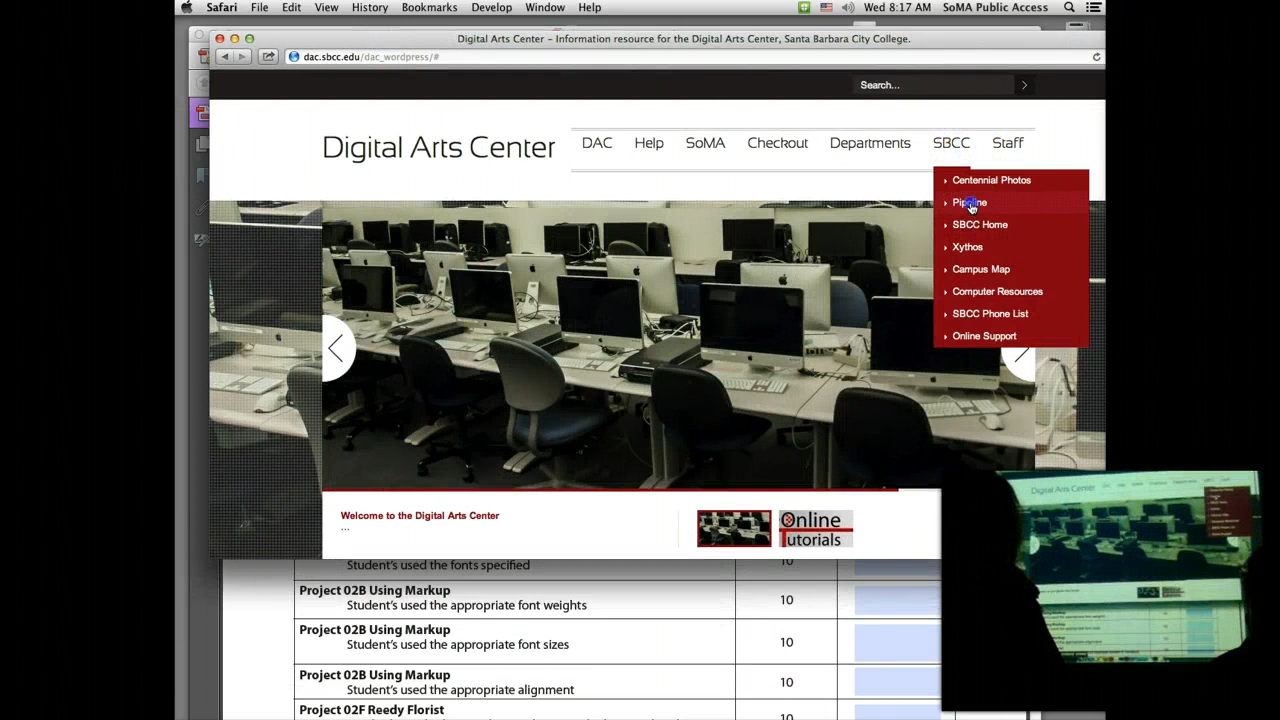 Safari File Edit View History Bookmarks Develop Window Help Wed 8:17 AM SoMA Public Access
Digital Arts Center – Information resource for the Digital Arts Center, Santa Barbara City College.
dac.sbcc.edu/dac_wordpress/#
Search...
Digital Arts Center
DAC Help SoMA Checkout Departments SBCC Staff
Centennial Photos
Pipeline
SBCC Home
Xythos
Campus Map
Computer Resources
SBCC Phone List
Online Support
Welcome to the Digital Arts Center
...
Online
Tutorials
Student's used the fonts specified 10
Project 02B Using Markup
Student's used the appropriate font weights 10
Project 02B Using Markup
Student's used the appropriate font sizes 10
Project 02B Using Markup
Student's used the appropriate alignment 10
Project 02F Reedy Florist 10